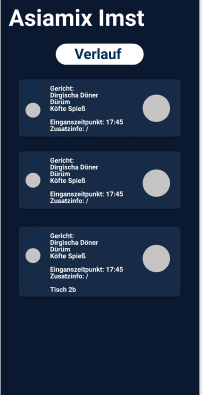 Asiamix Imst
Verlauf
Gericht:
Dirgischa Döner
Dürüm
Köfte Spieß
Einganszeitpunkt: 17:45
Zusatzinfo: /
Gericht:
Dirgischa Döner
Dürüm
Köfte Spieß
Einganszeitpunkt: 17:45
Zusatzinfo: /
Gericht:
Dirgischa Döner
Dürüm
Köfte Spieß
Einganszeitpunkt: 17:45
Zusatzinfo: /
Tisch 2b